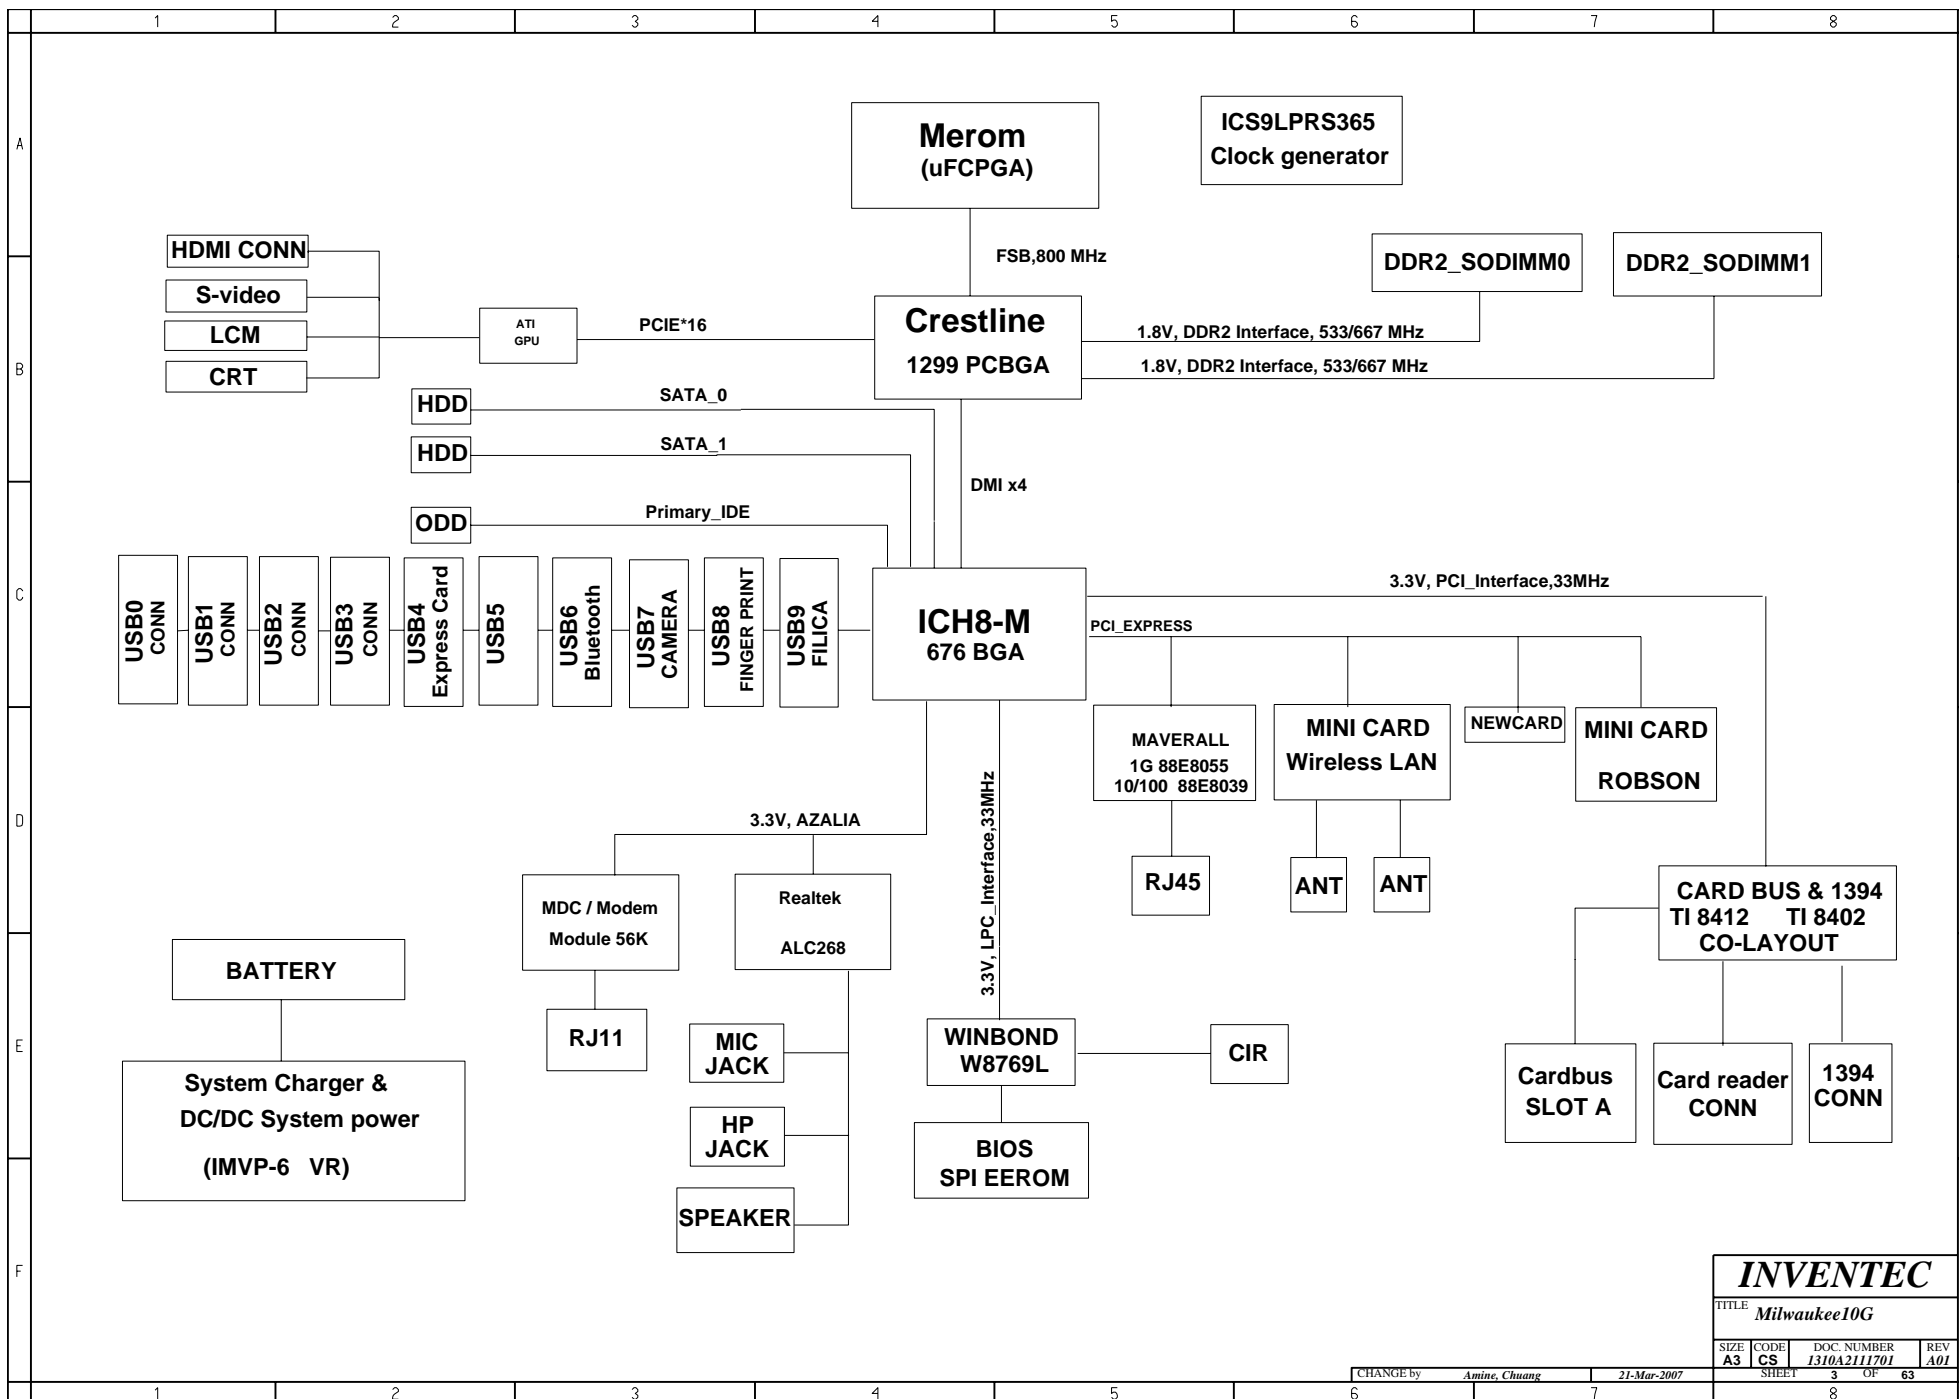 1 2 3 4 5 6 7 8
A
B
C
D
E
F
Merom
(uFCPGA)
ICS9LPRS365
Clock generator
FSB,800 MHz
HDMI CONN
S-video
LCM
CRT
ATI
GPU
PCIE*16
Crestline
1299 PCBGA
DDR2_SODIMM0
DDR2_SODIMM1
1.8V, DDR2 Interface, 533/667 MHz
1.8V, DDR2 Interface, 533/667 MHz
HDD
SATA_0
HDD
SATA_1
DMI x4
ODD
Primary_IDE
USB0
CONN
USB1
CONN
USB2
CONN
USB3
CONN
USB4
Express Card
USB5
USB6
Bluetooth
USB7
CAMERA
USB8
FINGER PRINT
USB9
FILICA
ICH8-M
676 BGA
3.3V, PCI_Interface,33MHz
PCI_EXPRESS
MAVERALL
1G 88E8055
10/100 88E8039
MINI CARD
Wireless LAN
NEWCARD
MINI CARD
ROBSON
3.3V, AZALIA
3.3V, LPC_Interface,33MHz
RJ45
ANT
ANT
CARD BUS & 1394
TI 8412 TI 8402
CO-LAYOUT
MDC / Modem
Module 56K
Realtek
ALC268
BATTERY
RJ11
MIC
JACK
WINBOND
W8769L
CIR
System Charger &
DC/DC System power
(IMVP-6 VR)
HP
JACK
BIOS
SPI EEROM
SPEAKER
Cardbus
SLOT A
Card reader
CONN
1394
CONN
INVENTEC
TITLE
Milwaukee10G
SIZE CODE DOC. NUMBER REV
A3 CS 1310A2111701 A01
CHANGE by Amine, Chuang 21-Mar-2007 SHEET 3 OF 63
1 2 3 4 5 6 7 8